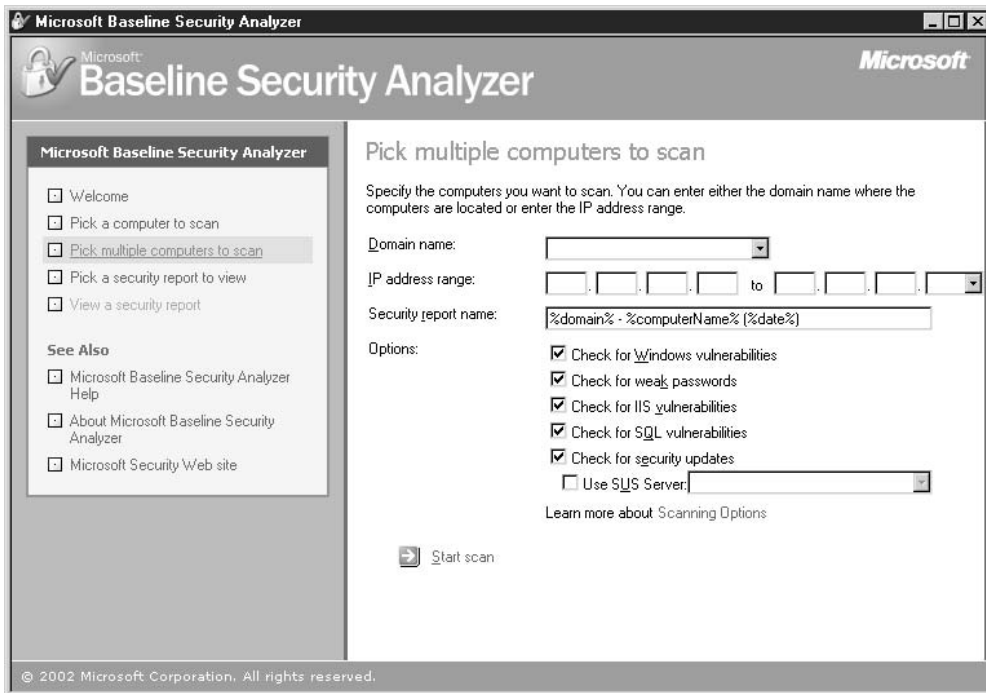 Microsoft Baseline Security Analyzer
Microsoft
Baseline Security Analyzer
Microsoft
Microsoft Baseline Security Analyzer
Welcome
Pick a computer to scan
Pick multiple computers to scan
Pick a security report to view
View a security report
See Also
Microsoft Baseline Security Analyzer
Help
About Microsoft Baseline Security
Analyzer
Microsoft Security Web site
Pick multiple computers to scan
Specify the computers you want to scan. You can enter either the domain name where the
computers are located or enter the IP address range.
Domain name:
IP address range:
. . . to . . .
Security report name:
%domain% - %computerName% (%date%)
Options:
Check for Windows vulnerabilities
Check for weak passwords
Check for IIS vulnerabilities
Check for SQL vulnerabilities
Check for security updates
Use SUS Server:
Learn more about Scanning Options
Start scan
© 2002 Microsoft Corporation. All rights reserved.